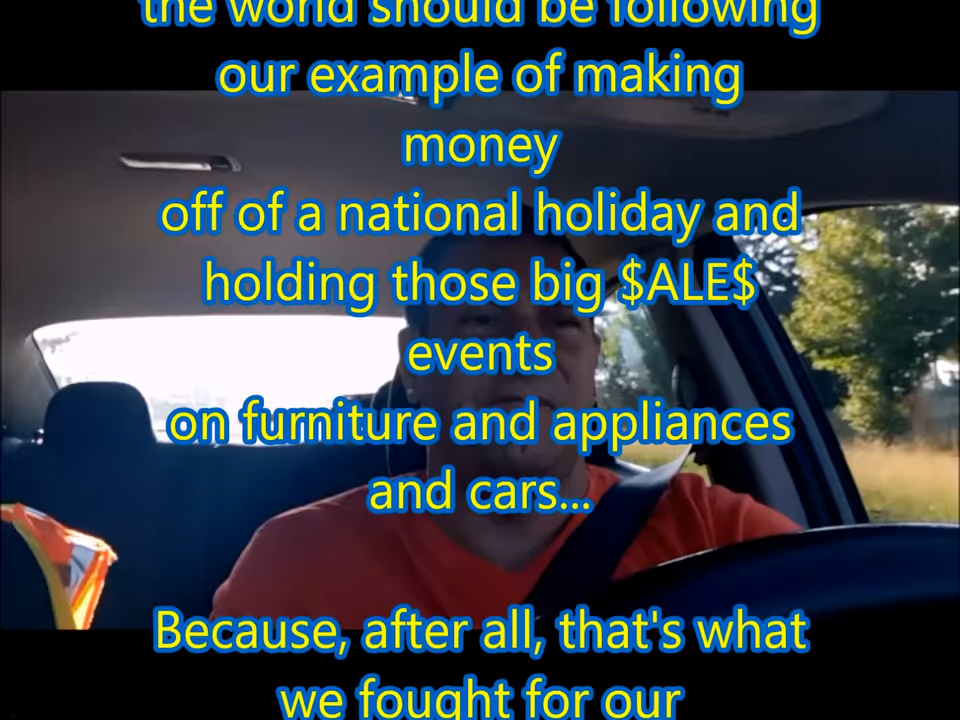 the world should be following
our example of making
money
off of a national holiday and
holding those big $ALE$
events
on furniture and appliances
and cars...
Because, after all, that's what
we fought for our